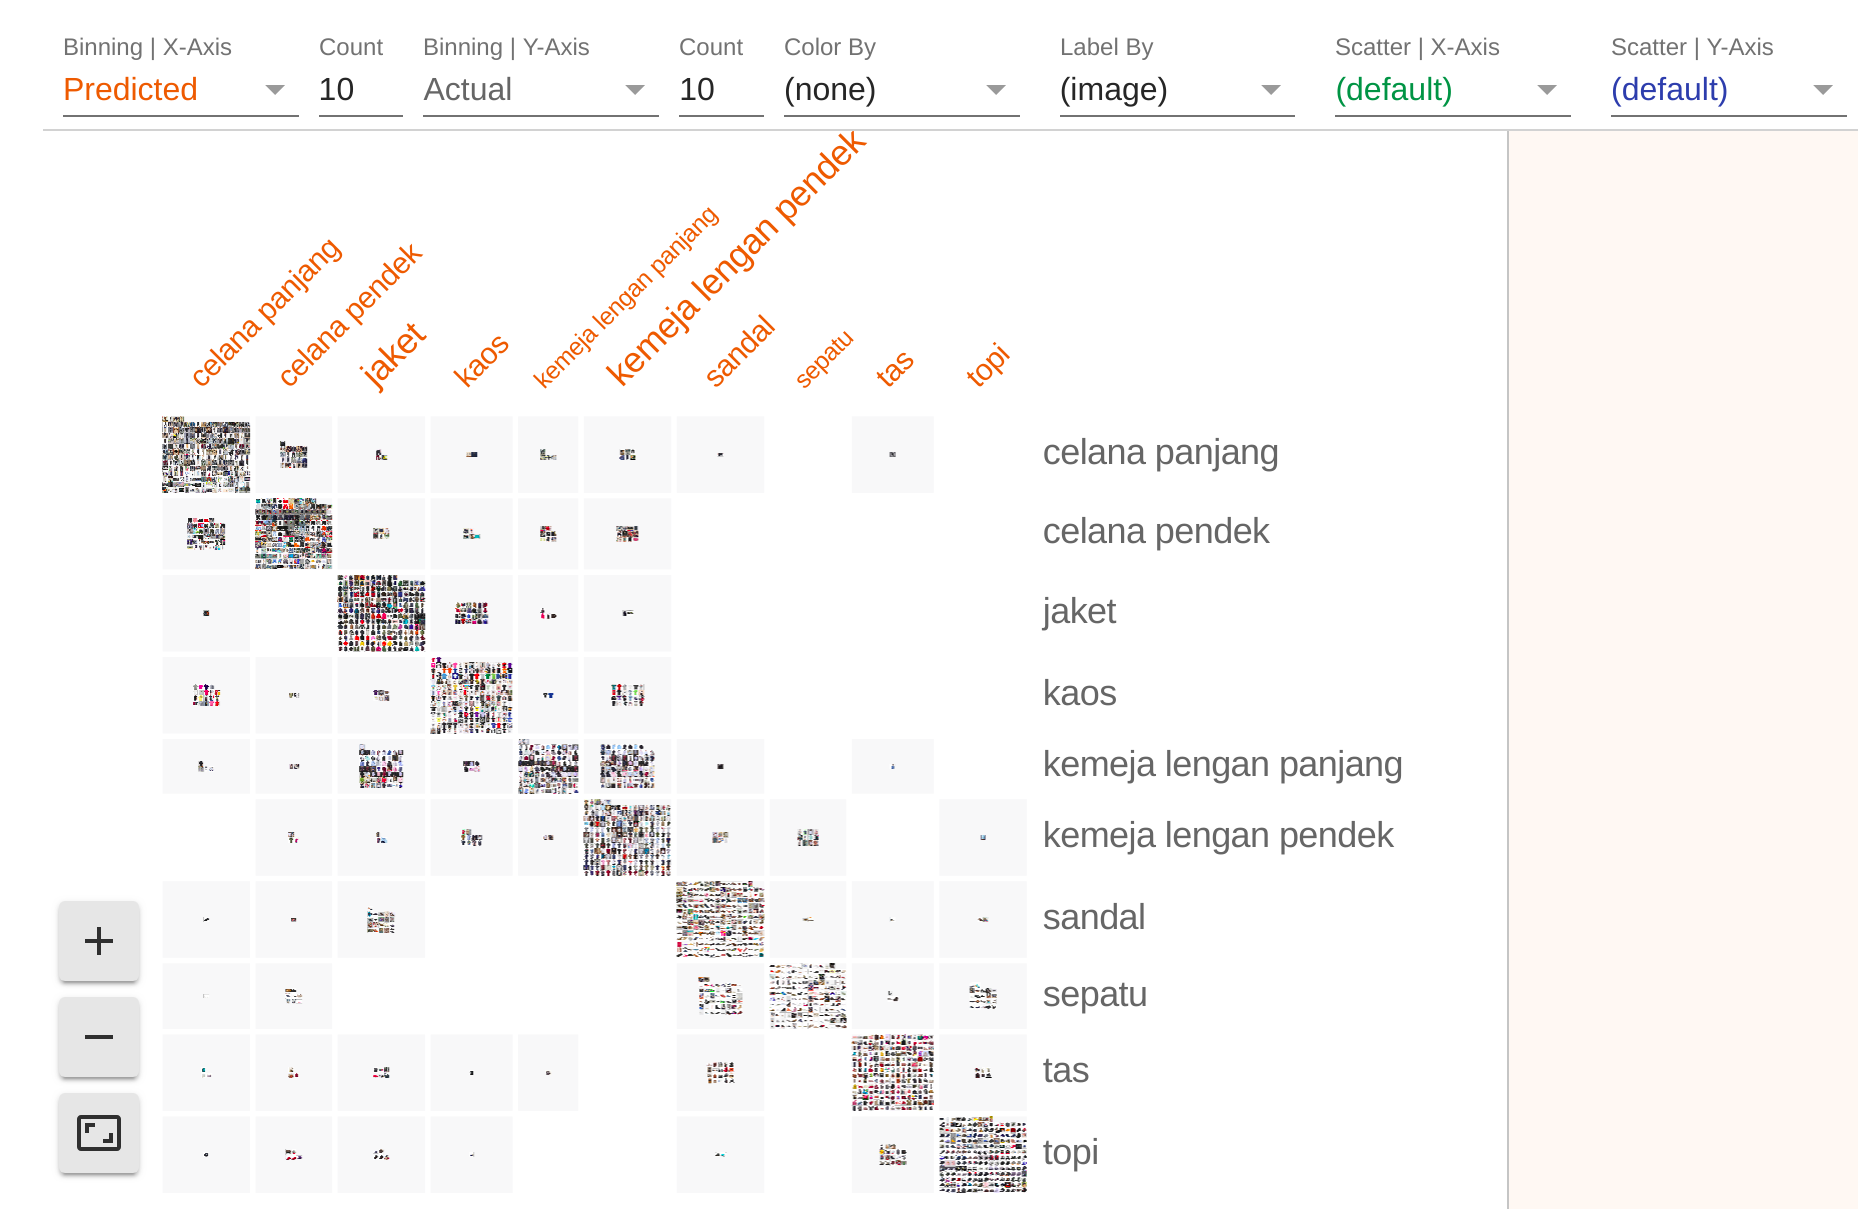 Binning | X-Axis Count Binning | Y-Axis Count Color By Label By Scatter | X-Axis Scatter | Y-Axis
Predicted 10 Actual 10 (none) (image) (default) (default)
celana panjang
celana pendek
jaket
kaos
kemeja lengan panjang
kemeja lengan pendek
sandal
sepatu
tas
topi
celana panjang
celana pendek
jaket
kaos
kemeja lengan panjang
kemeja lengan pendek
sandal
sepatu
tas
topi